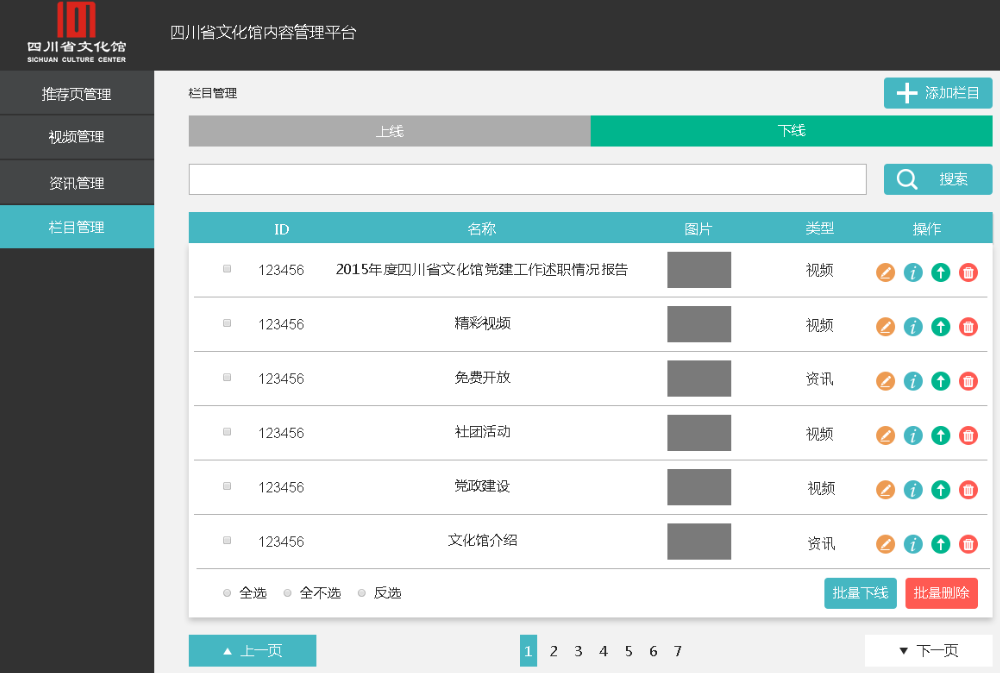 四川省文化馆
SICHUAN CULTURE CENTER
四川省文化馆内容管理平台
推荐页管理
视频管理
资讯管理
栏目管理
栏目管理
添加栏目
上线 下线
搜索
ID 名称 图片 类型 操作
123456 2015年度四川省文化馆党建工作述职情况报告 视频
123456 精彩视频 视频
123456 免费开放 资讯
123456 社团活动 视频
123456 党政建设 视频
123456 文化馆介绍 资讯
全选 全不选 反选 批量下线 批量删除
▲ 上一页 1 2 3 4 5 6 7 ▼ 下一页